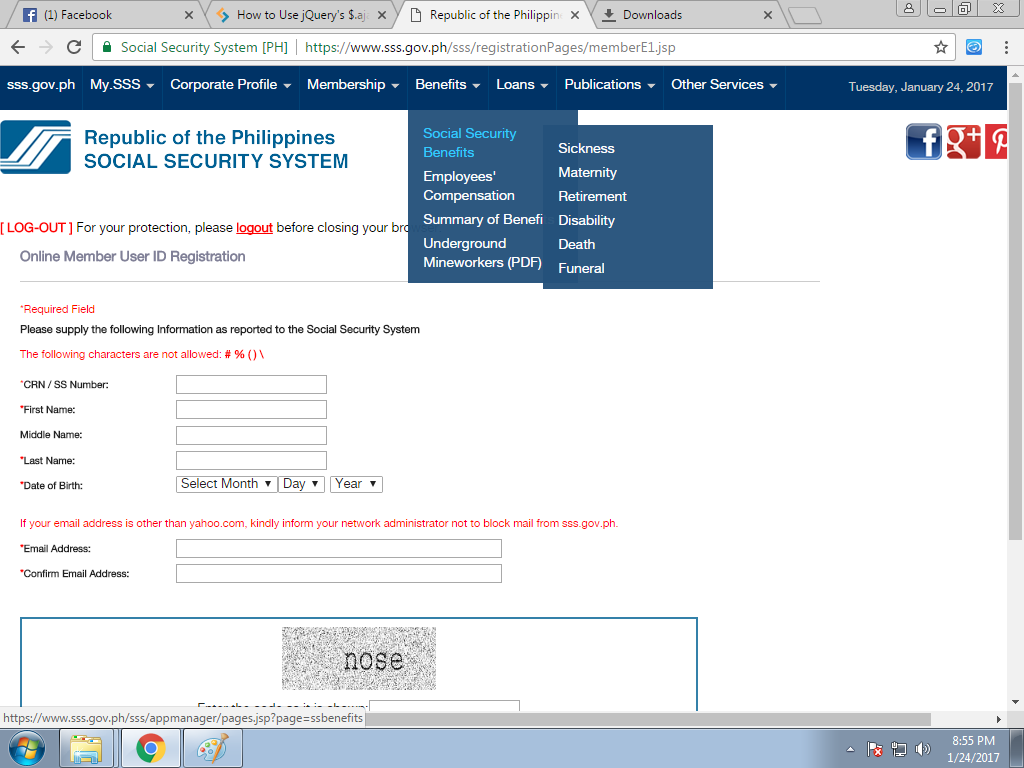 (1) Facebook
How to Use jQuery's $.aj
Republic of the Philippin
Downloads
Social Security System [PH] https://www.sss.gov.ph/sss/registrationPages/memberE1.jsp
sss.gov.ph My.SSS Corporate Profile Membership Benefits Loans Publications Other Services Tuesday, January 24, 2017
Republic of the Philippines
SOCIAL SECURITY SYSTEM
Social Security
Benefits
Employees'
Compensation
Summary of Benefi
Underground
Mineworkers (PDF)
Sickness
Maternity
Retirement
Disability
Death
Funeral
[ LOG-OUT ] For your protection, please logout before closing your browser
Online Member User ID Registration
*Required Field
Please supply the following Information as reported to the Social Security System
The following characters are not allowed: # % ( ) \
*CRN / SS Number:
*First Name:
Middle Name:
*Last Name:
*Date of Birth: Select Month Day Year
If your email address is other than yahoo.com, kindly inform your network administrator not to block mail from sss.gov.ph.
*Email Address:
*Confirm Email Address:
nose
Enter the code as it is shown:
https://www.sss.gov.ph/sss/appmanager/pages.jsp?page=ssbenefits
8:55 PM
1/24/2017